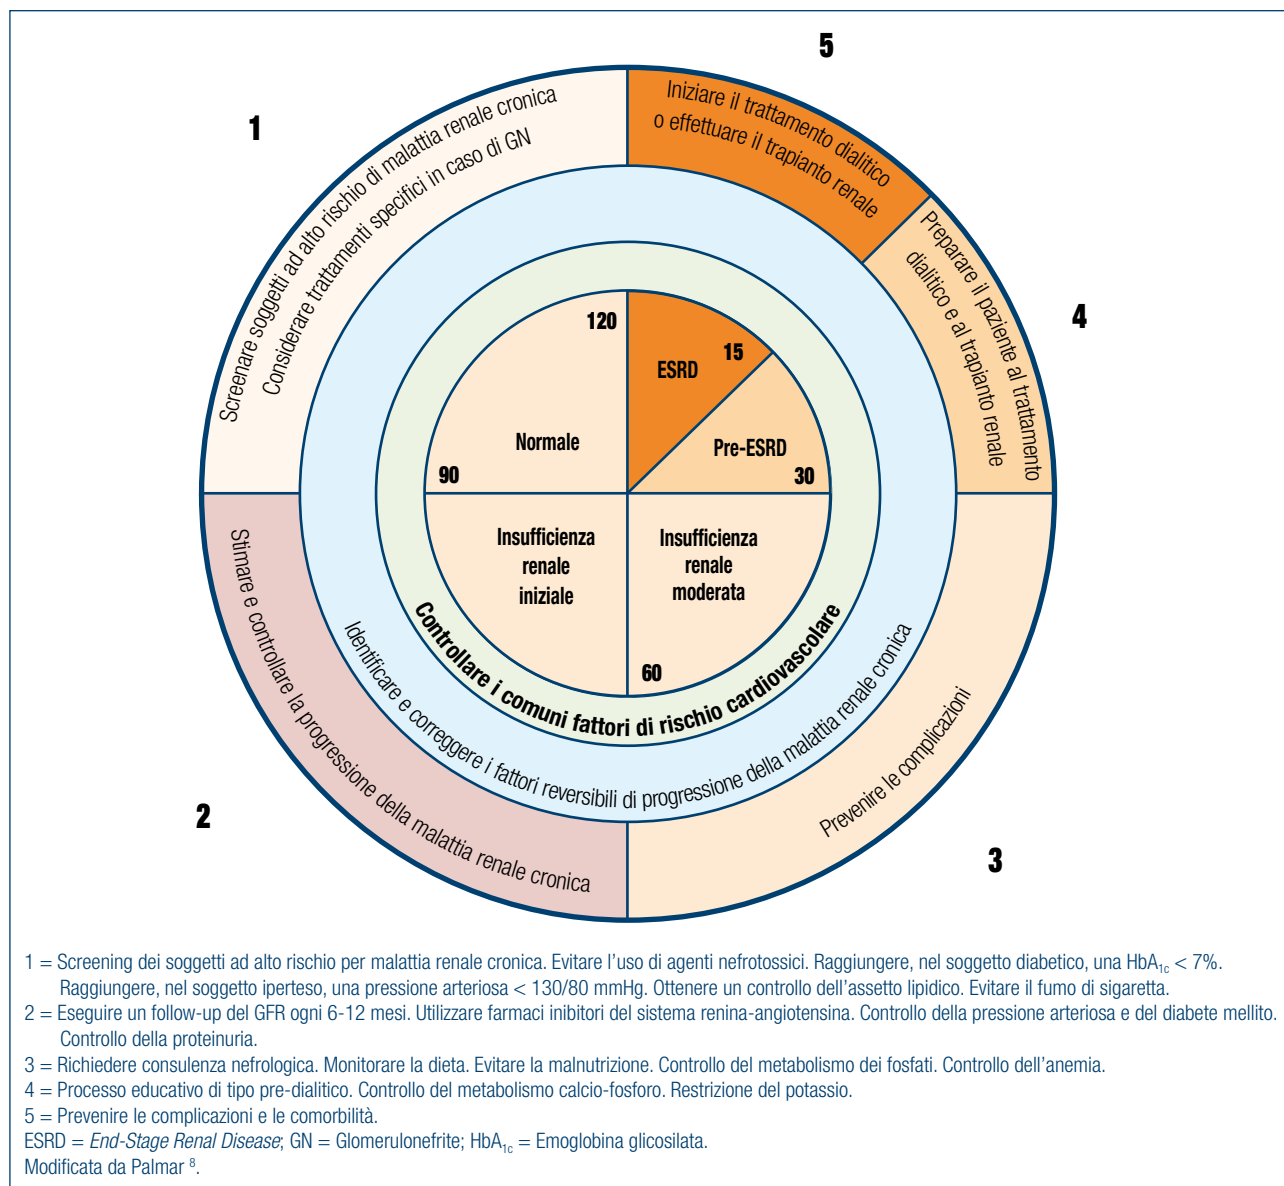 5
1
Screenare soggetti ad alto rischio di malattia renale cronica
Considerare trattamenti specifici in caso di GN
Iniziare il trattamento dialitico
o effettuare il trapianto renale
Preparare il paziente al trattamento
dialitico e al trapianto renale
4
120
15
ESRD
Normale
Pre-ESRD
90
30
Insufficienza
renale
iniziale
Insufficienza
renale
moderata
60
Controllare i comuni fattori di rischio cardiovascolare
Identificare e correggere i fattori reversibili di progressione della malattia renale cronica
Stimare e controllare la progressione della malattia renale cronica
Prevenire le complicazioni
2
3
1 = Screening dei soggetti ad alto rischio per malattia renale cronica. Evitare l'uso di agenti nefrotossici. Raggiungere, nel soggetto diabetico, una HbA1c < 7%.
Raggiungere, nel soggetto iperteso, una pressione arteriosa < 130/80 mmHg. Ottenere un controllo dell'assetto lipidico. Evitare il fumo di sigaretta.
2 = Eseguire un follow-up del GFR ogni 6-12 mesi. Utilizzare farmaci inibitori del sistema renina-angiotensina. Controllo della pressione arteriosa e del diabete mellito.
Controllo della proteinuria.
3 = Richiedere consulenza nefrologica. Monitorare la dieta. Evitare la malnutrizione. Controllo del metabolismo dei fosfati. Controllo dell'anemia.
4 = Processo educativo di tipo pre-dialitico. Controllo del metabolismo calcio-fosforo. Restrizione del potassio.
5 = Prevenire le complicazioni e le comorbilità.
ESRD = End-Stage Renal Disease; GN = Glomerulonefrite; HbA1c = Emoglobina glicosilata.
Modificata da Palmar 8.